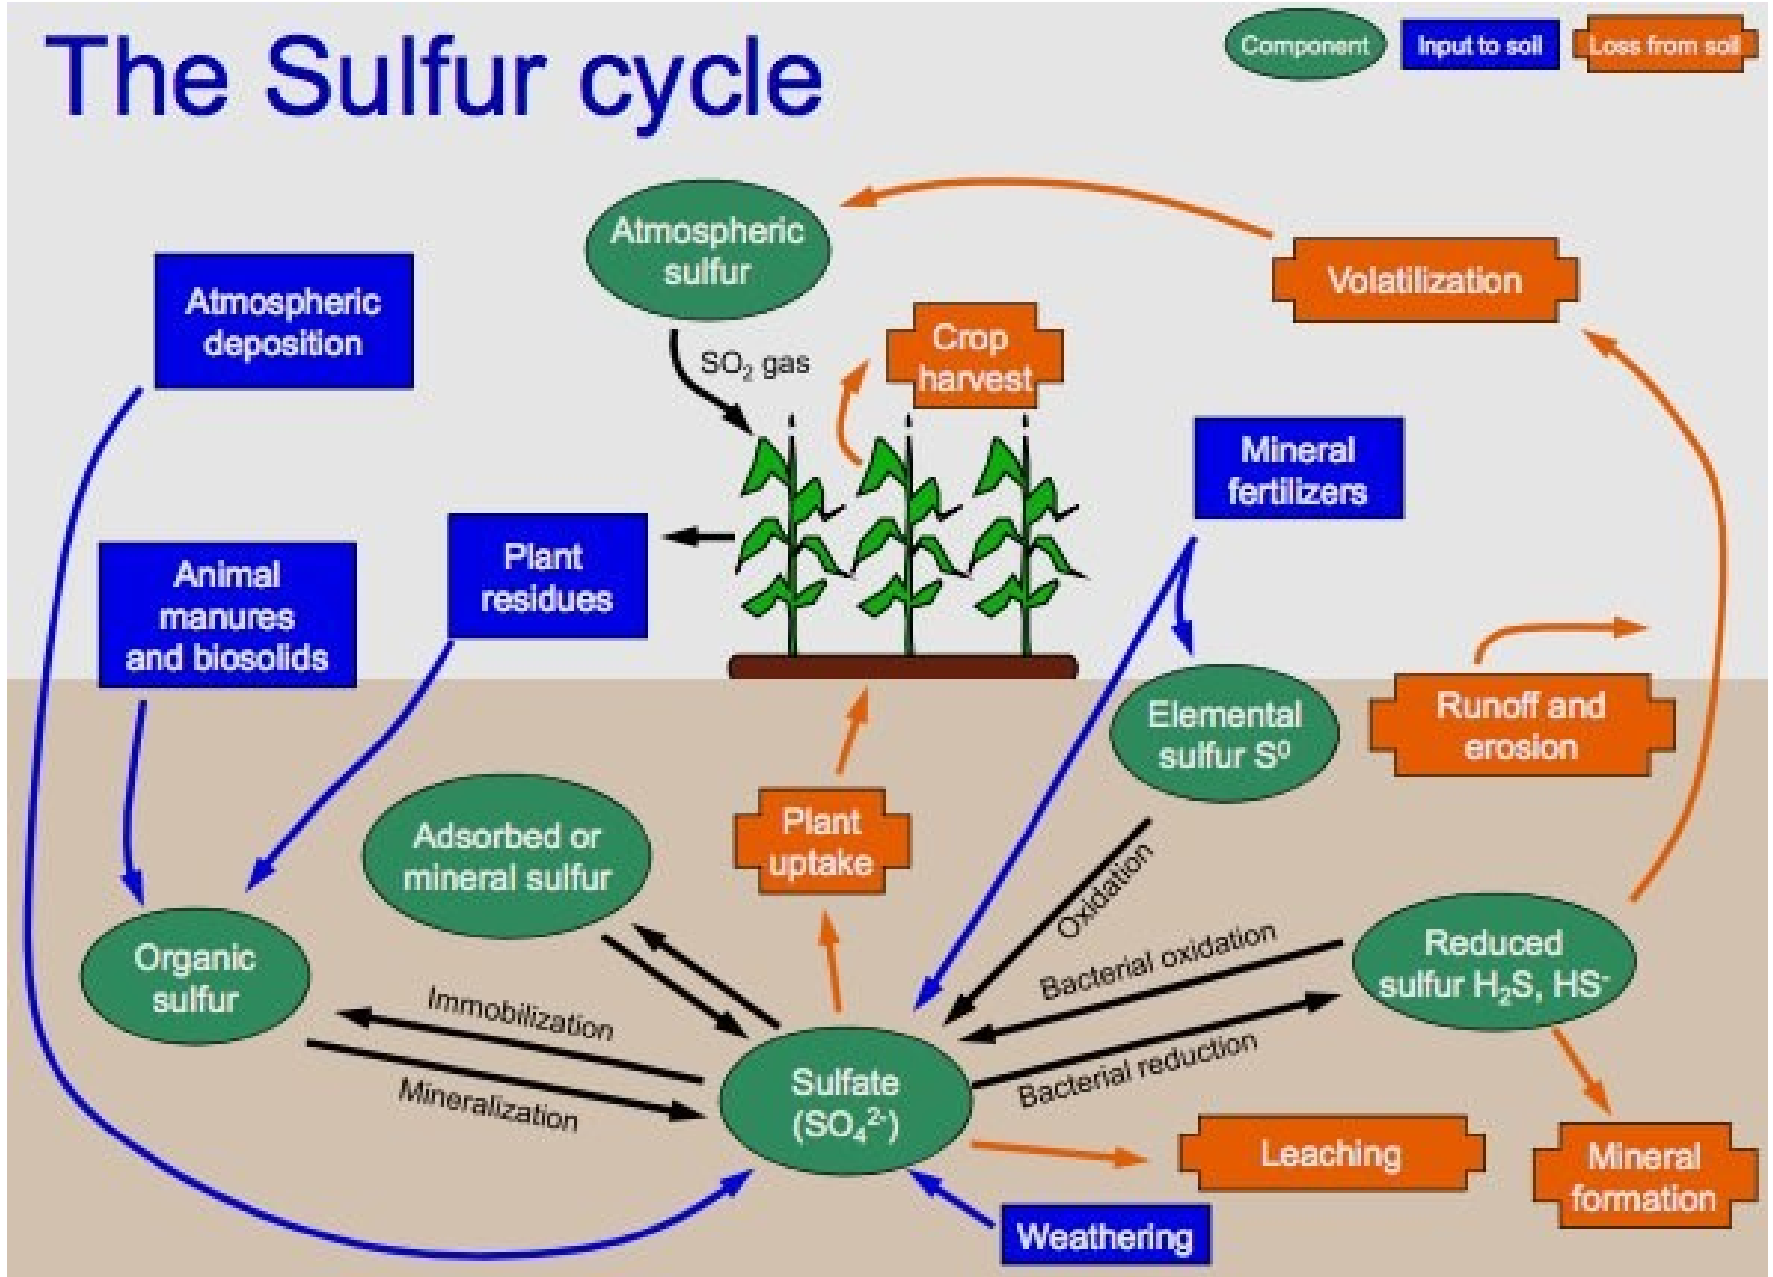 The Sulfur cycle
Component
Input to soil
Loss from soil
Atmospheric
sulfur
Volatilization
Atmospheric
deposition
SO₂ gas
Crop
harvest
Mineral
fertilizers
Plant
residues
Animal
manures
and biosolids
Elemental
sulfur S⁰
Runoff and
erosion
Adsorbed or
mineral sulfur
Plant
uptake
Oxidation
Organic
sulfur
Bacterial oxidation
Reduced
sulfur H₂S, HS⁻
Immobilization
Mineralization
Sulfate
(SO₄²⁻)
Bacterial reduction
Leaching
Mineral
formation
Weathering